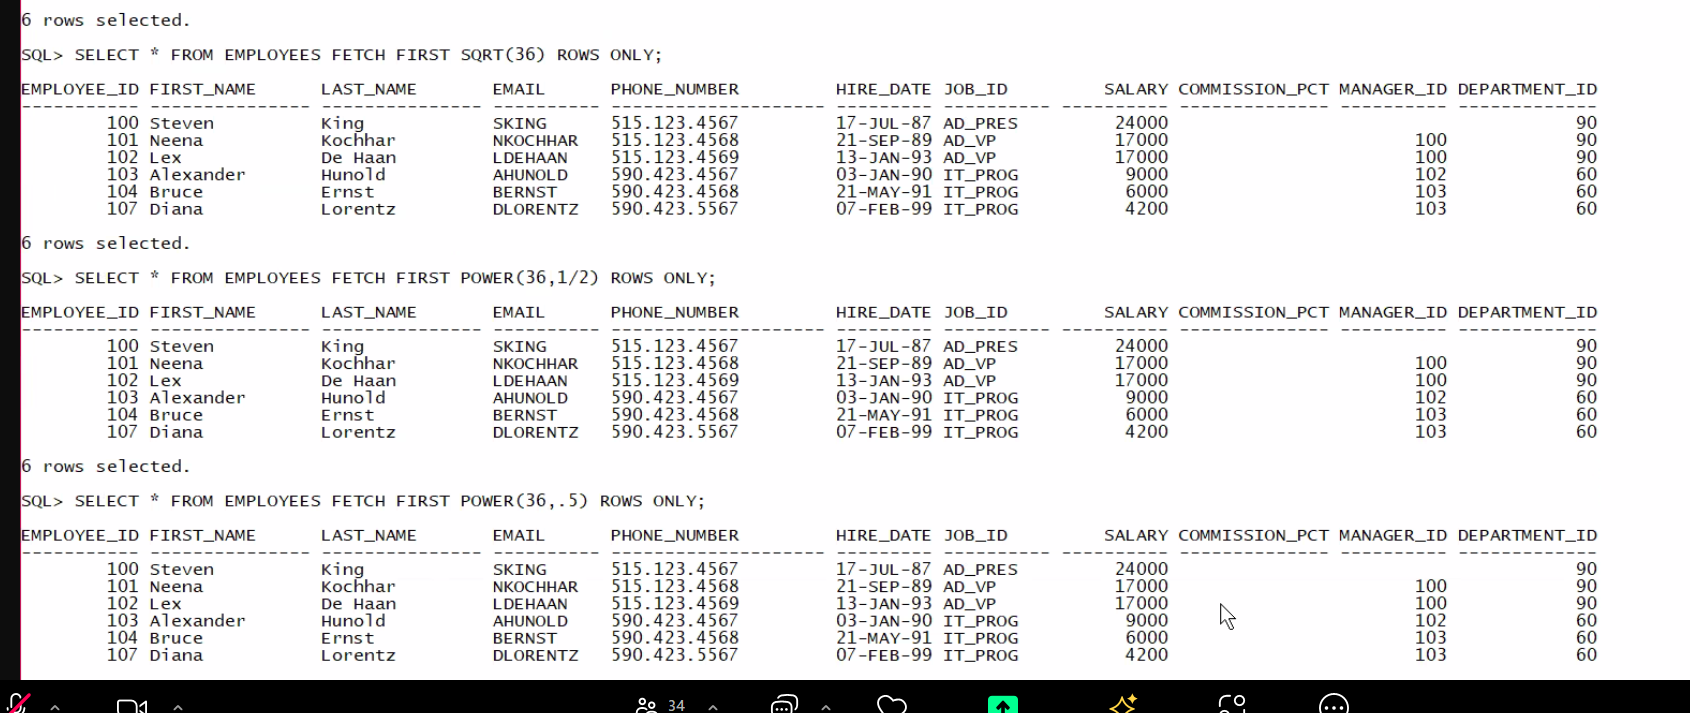 6 rows selected.
SQL> SELECT * FROM EMPLOYEES FETCH FIRST SQRT(36) ROWS ONLY;
EMPLOYEE_ID FIRST_NAME LAST_NAME EMAIL PHONE_NUMBER HIRE_DATE JOB_ID SALARY COMMISSION_PCT MANAGER_ID DEPARTMENT_ID
----------- -------------------- ------------------------- ------------------------- -------------------- --------- ---------- ---------- -------------- ---------- -------------
100 Steven King SKING 515.123.4567 17-JUL-87 AD_PRES 24000 90
101 Neena Kochhar NKOCHHAR 515.123.4568 21-SEP-89 AD_VP 17000 100 90
102 Lex De Haan LDEHAAN 515.123.4569 13-JAN-93 AD_VP 17000 100 90
103 Alexander Hunold AHUNOLD 590.423.4567 03-JAN-90 IT_PROG 9000 102 60
104 Bruce Ernst BERNST 590.423.4568 21-MAY-91 IT_PROG 6000 103 60
107 Diana Lorentz DLORENTZ 590.423.5567 07-FEB-99 IT_PROG 4200 103 60
6 rows selected.
SQL> SELECT * FROM EMPLOYEES FETCH FIRST POWER(36,1/2) ROWS ONLY;
EMPLOYEE_ID FIRST_NAME LAST_NAME EMAIL PHONE_NUMBER HIRE_DATE JOB_ID SALARY COMMISSION_PCT MANAGER_ID DEPARTMENT_ID
----------- -------------------- ------------------------- ------------------------- -------------------- --------- ---------- ---------- -------------- ---------- -------------
100 Steven King SKING 515.123.4567 17-JUL-87 AD_PRES 24000 90
101 Neena Kochhar NKOCHHAR 515.123.4568 21-SEP-89 AD_VP 17000 100 90
102 Lex De Haan LDEHAAN 515.123.4569 13-JAN-93 AD_VP 17000 100 90
103 Alexander Hunold AHUNOLD 590.423.4567 03-JAN-90 IT_PROG 9000 102 60
104 Bruce Ernst BERNST 590.423.4568 21-MAY-91 IT_PROG 6000 103 60
107 Diana Lorentz DLORENTZ 590.423.5567 07-FEB-99 IT_PROG 4200 103 60
6 rows selected.
SQL> SELECT * FROM EMPLOYEES FETCH FIRST POWER(36,.5) ROWS ONLY;
EMPLOYEE_ID FIRST_NAME LAST_NAME EMAIL PHONE_NUMBER HIRE_DATE JOB_ID SALARY COMMISSION_PCT MANAGER_ID DEPARTMENT_ID
----------- -------------------- ------------------------- ------------------------- -------------------- --------- ---------- ---------- -------------- ---------- -------------
100 Steven King SKING 515.123.4567 17-JUL-87 AD_PRES 24000 90
101 Neena Kochhar NKOCHHAR 515.123.4568 21-SEP-89 AD_VP 17000 100 90
102 Lex De Haan LDEHAAN 515.123.4569 13-JAN-93 AD_VP 17000 100 90
103 Alexander Hunold AHUNOLD 590.423.4567 03-JAN-90 IT_PROG 9000 102 60
104 Bruce Ernst BERNST 590.423.4568 21-MAY-91 IT_PROG 6000 103 60
107 Diana Lorentz DLORENTZ 590.423.5567 07-FEB-99 IT_PROG 4200 103 60
34